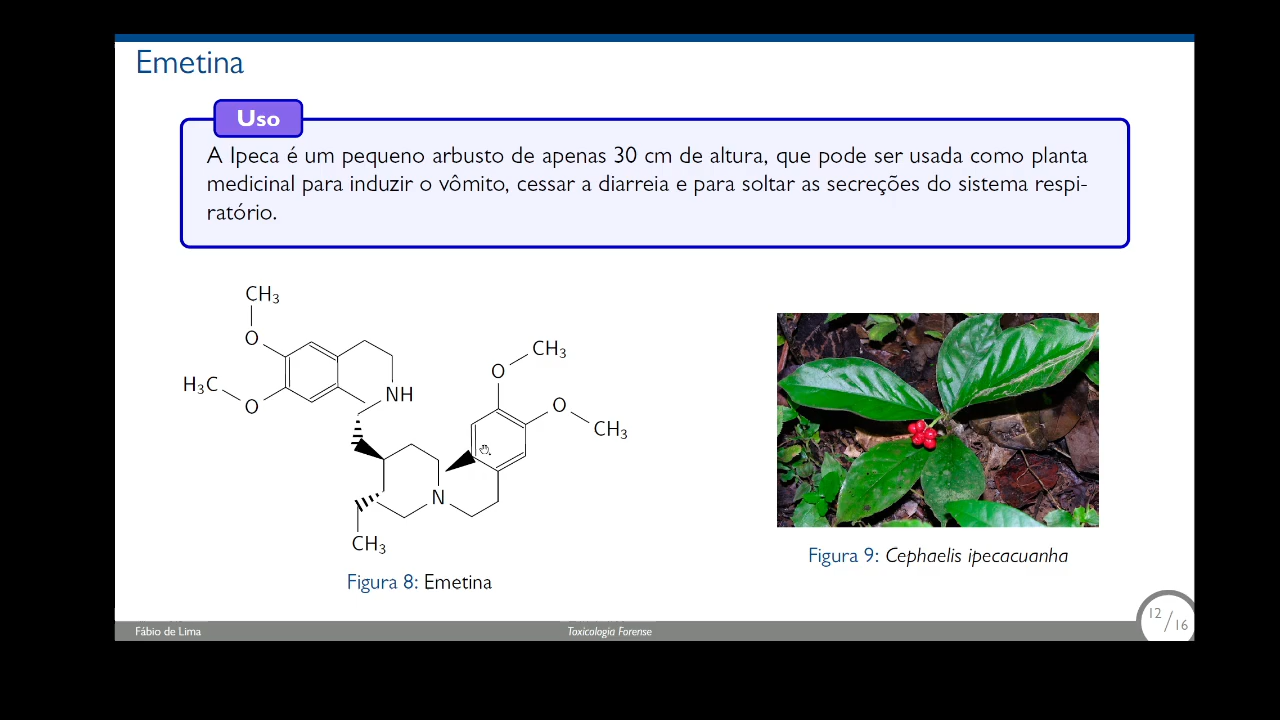 Emetina
Uso
A Ipeca é um pequeno arbusto de apenas 30 cm de altura, que pode ser usada como planta
medicinal para induzir o vômito, cessar a diarreia e para soltar as secreções do sistema respi-
ratório.
CH₃
O
H₃C
O
NH
CH₃
O
O
CH₃
N
CH₃
Figura 8: Emetina
Figura 9: Cephaelis ipecacuanha
Fábio de Lima
Toxicologia Forense
12/16